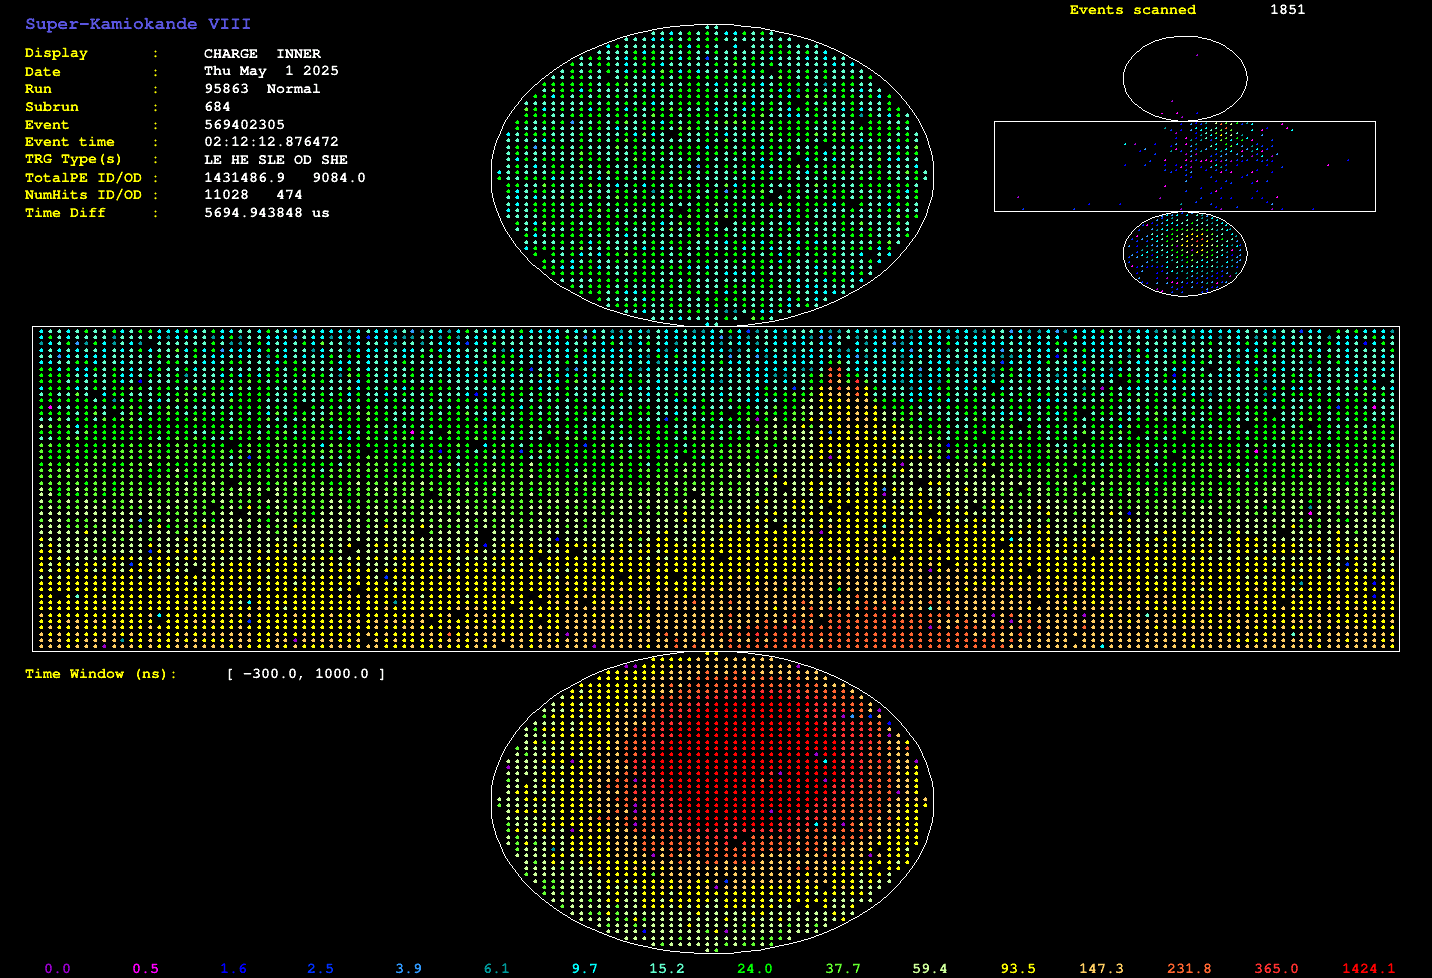 Super-Kamiokande VIII
Events scanned 1851
Display : CHARGE INNER
Date : Thu May 1 2025
Run : 95863 Normal
Subrun : 684
Event : 569402305
Event time : 02:12:12.876472
TRG Type(s) : LE HE SLE OD SHE
TotalPE ID/OD : 1431486.9 9084.0
NumHits ID/OD : 11028 474
Time Diff : 5694.943848 us
Time Window (ns): [ -300.0, 1000.0 ]
0.0 0.5 1.6 2.5 3.9 6.1 9.7 15.2 24.0 37.7 59.4 93.5 147.3 231.8 365.0 1424.1